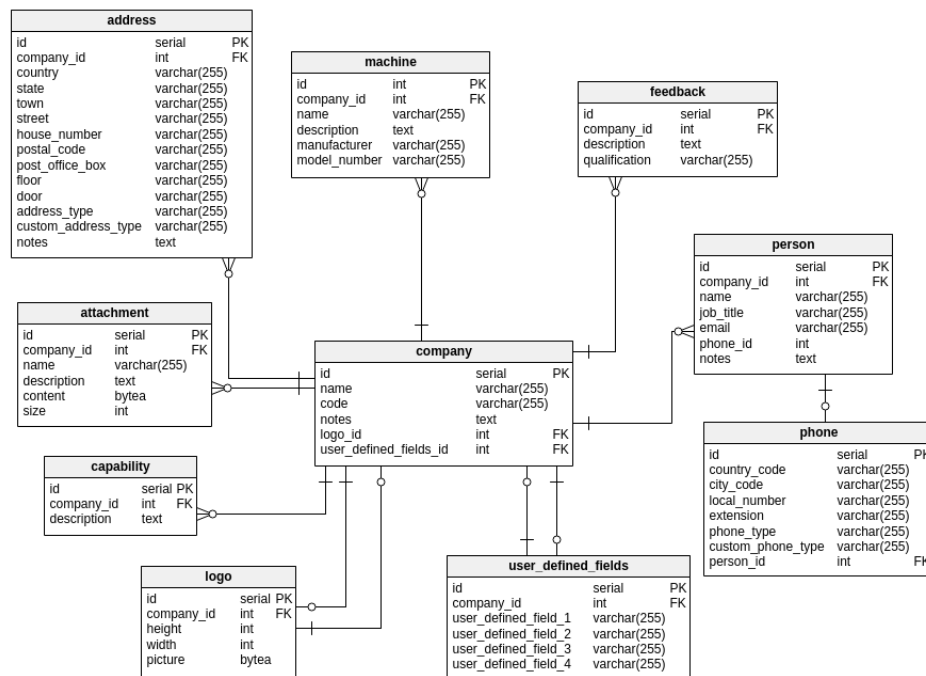 address
id serial PK
company_id int FK
country varchar(255)
state varchar(255)
town varchar(255)
street varchar(255)
house_number varchar(255)
postal_code varchar(255)
post_office_box varchar(255)
floor varchar(255)
door varchar(255)
address_type varchar(255)
custom_address_type varchar(255)
notes text
machine
id int PK
company_id int FK
name varchar(255)
description text
manufacturer varchar(255)
model_number varchar(255)
feedback
id serial PK
company_id int FK
description text
qualification varchar(255)
person
id serial PK
company_id int FK
name varchar(255)
job_title varchar(255)
email varchar(255)
phone_id int
notes text
attachment
id serial PK
company_id int FK
name varchar(255)
description text
content bytea
size int
company
id serial PK
name varchar(255)
code varchar(255)
notes text
logo_id int FK
user_defined_fields_id int FK
phone
id serial PK
country_code varchar(255)
city_code varchar(255)
local_number varchar(255)
extension varchar(255)
phone_type varchar(255)
custom_phone_type varchar(255)
person_id int FK
capability
id serial PK
company_id int FK
description text
logo
id serial PK
company_id int FK
height int
width int
picture bytea
user_defined_fields
id serial PK
company_id int FK
user_defined_field_1 varchar(255)
user_defined_field_2 varchar(255)
user_defined_field_3 varchar(255)
user_defined_field_4 varchar(255)